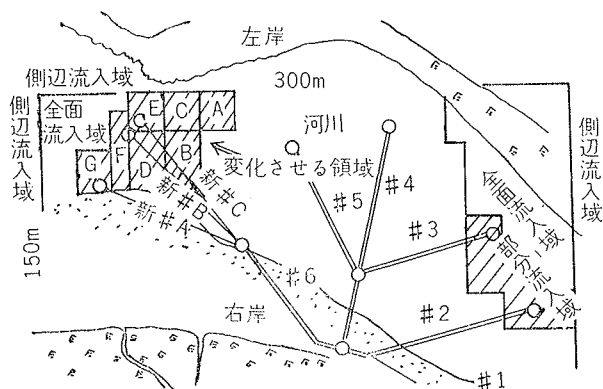 左岸
側辺流入域
300m
全面
流入域
E
C
A
側辺流入域
河川
F
B
変化させる領域
G
D
新#C
新#B
新#A
#5
#4
#3
全面流入域
部分流入域
側辺流入域
150m
#6
右岸
#2
#1